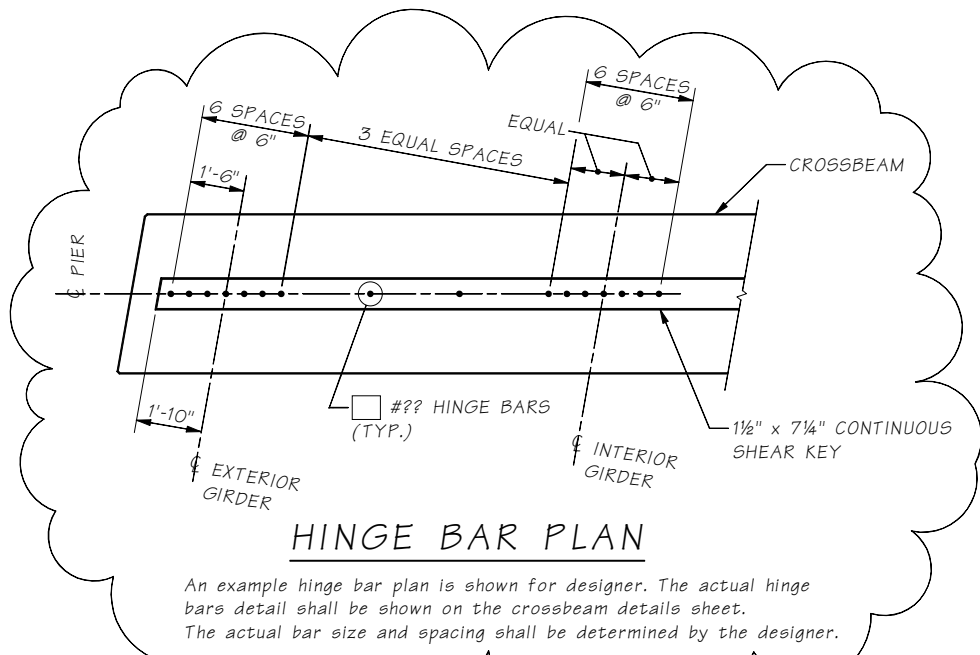 6 SPACES
@ 6"
6 SPACES
@ 6"
3 EQUAL SPACES
EQUAL
1'-6"
CROSSBEAM
℄ PIER
1'-10"
#?? HINGE BARS
(TYP.)
1½" x 7¼" CONTINUOUS
SHEAR KEY
℄ EXTERIOR
GIRDER
℄ INTERIOR
GIRDER
HINGE BAR PLAN
An example hinge bar plan is shown for designer. The actual hinge
bars detail shall be shown on the crossbeam details sheet.
The actual bar size and spacing shall be determined by the designer.